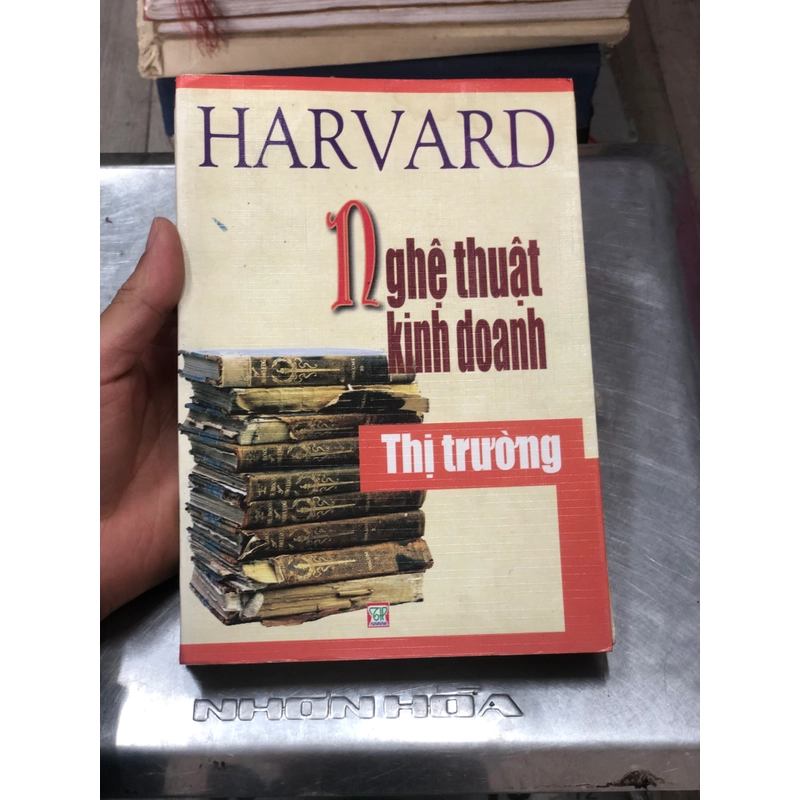 HARVARD
Nghệ thuật
kinh doanh
Thị trường
NHƠN HÒA